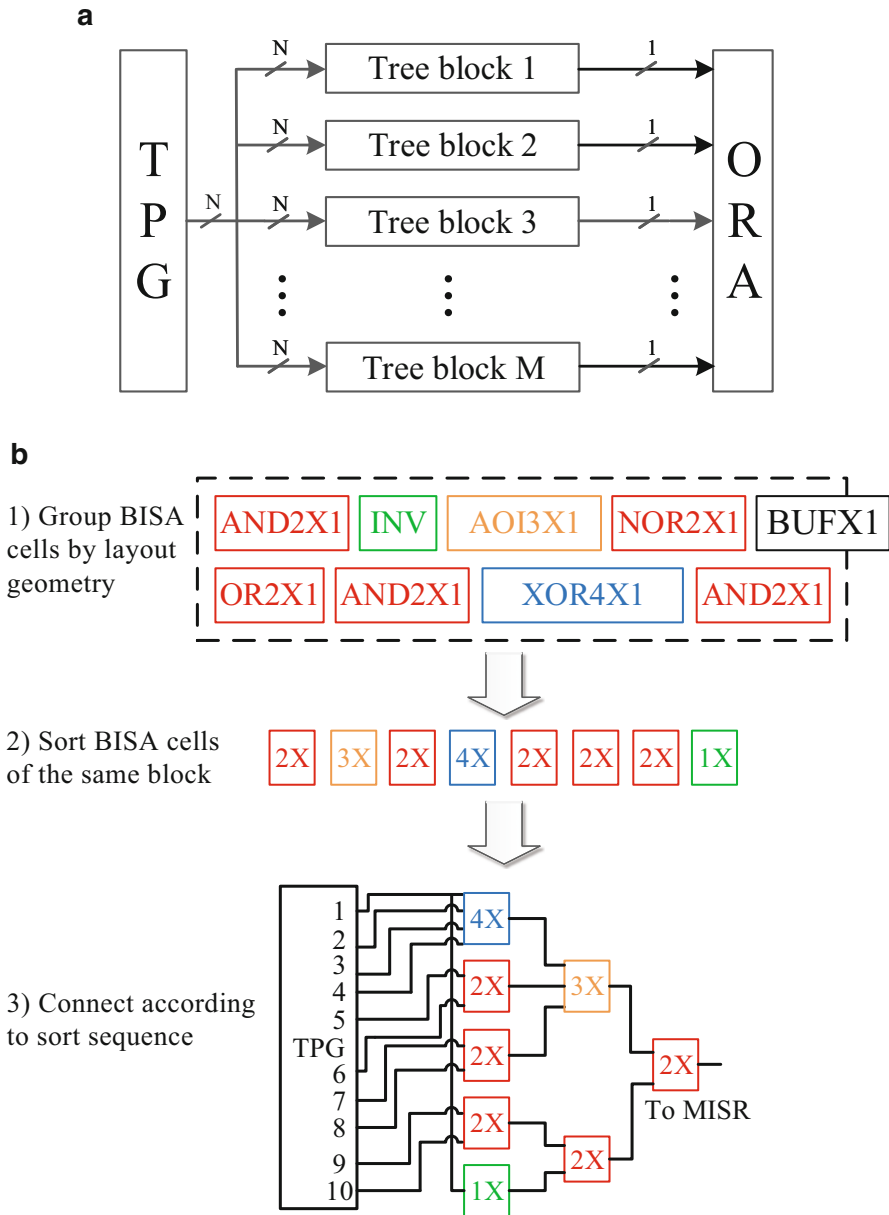 a
N
Tree block 1
1
N
Tree block 2
1
T
P
G
N
N
Tree block 3
1
O
R
A
N
Tree block M
1
b
1) Group BISA
cells by layout
geometry
AND2X1 INV AOI3X1 NOR2X1 BUFX1
OR2X1 AND2X1 XOR4X1 AND2X1
2) Sort BISA cells
of the same block
2X 3X 2X 4X 2X 2X 2X 1X
3) Connect according
to sort sequence
TPG
1
2
3
4
5
6
7
8
9
10
4X
2X
2X
2X
1X
3X
2X
2X
To MISR